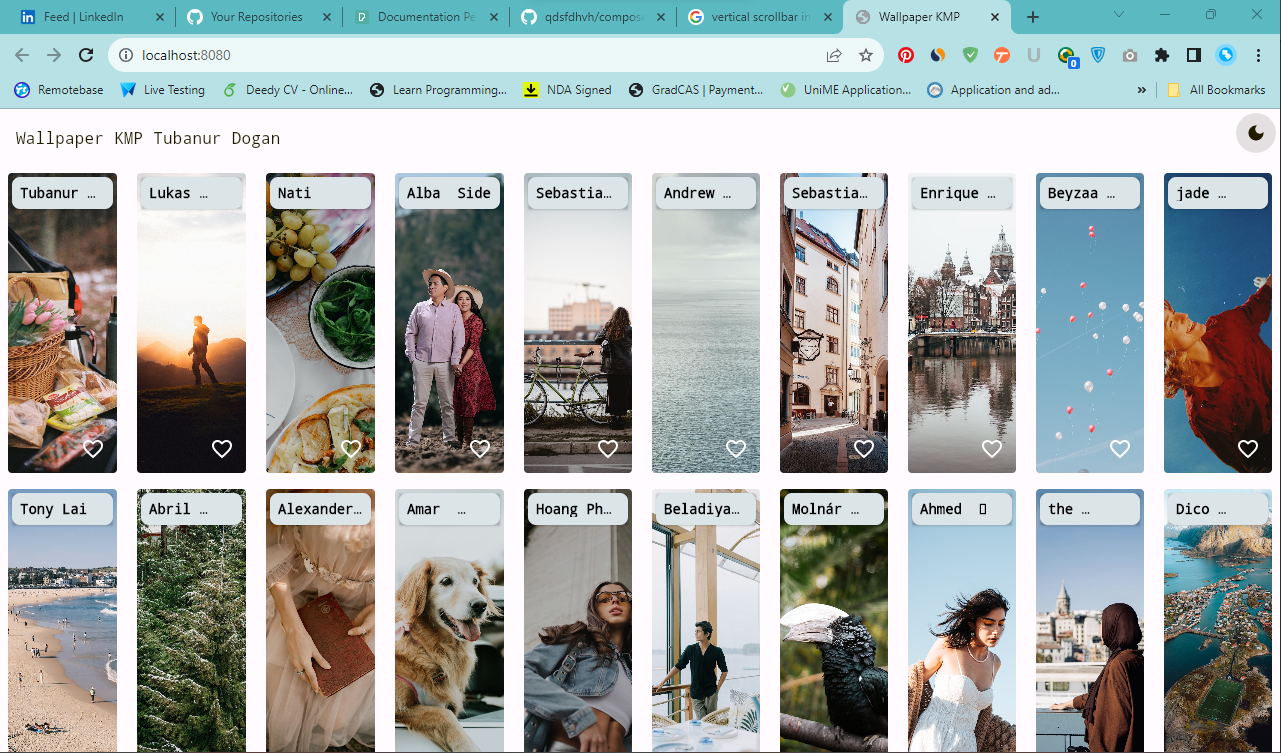 Feed | LinkedIn
Your Repositories
Documentation Pe
qdsfdhvh/compose
vertical scrollbar in
Wallpaper KMP
localhost:8080
0
Remotebase
Live Testing
Deedy CV - Online...
Learn Programming...
NDA Signed
GradCAS | Payment...
UniME Application...
Application and ad...
»
All Bookmarks
Wallpaper KMP Tubanur Dogan
Tubanur …
Lukas …
Nati
Alba  Side
Sebastia…
Andrew …
Sebastia…
Enrique …
Beyzaa …
jade …
Tony Lai
Abril …
Alexander…
Amar  …
Hoang Ph…
Beladiya…
Molnár …
Ahmed
the …
Dico …